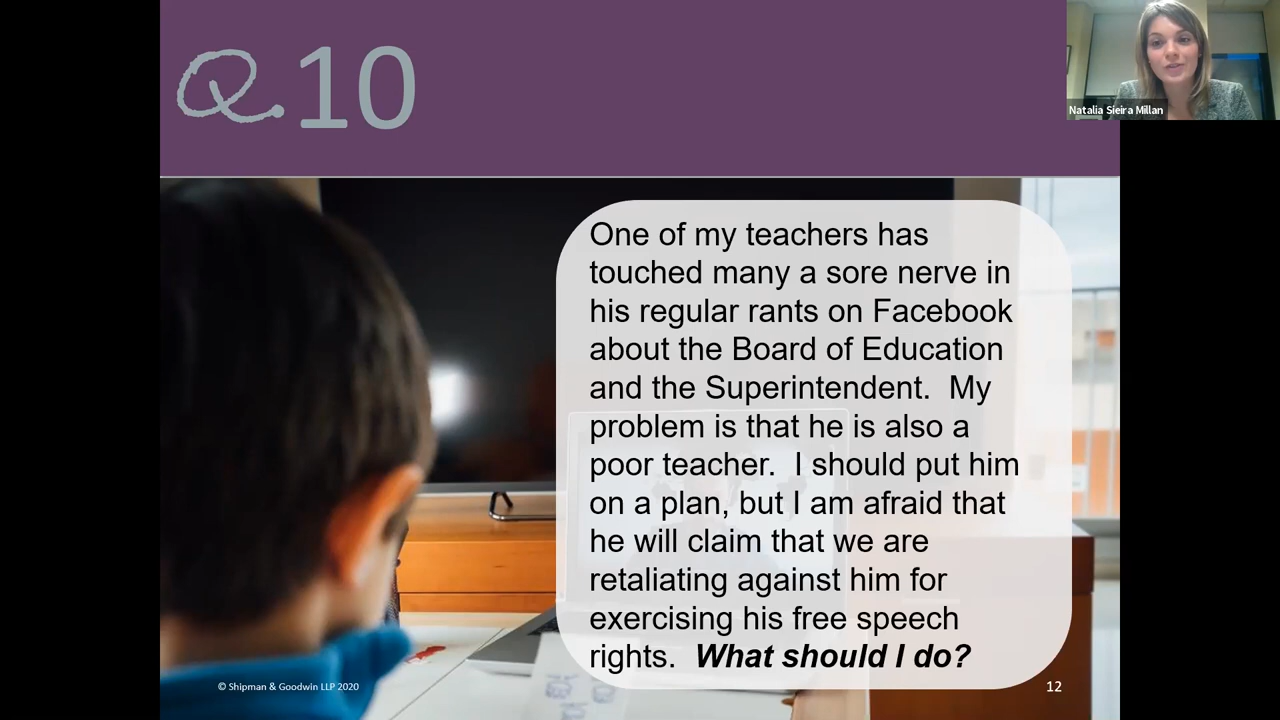 Q.10
Natalia Sieira Millan
One of my teachers has
touched many a sore nerve in
his regular rants on Facebook
about the Board of Education
and the Superintendent.  My
problem is that he is also a
poor teacher.  I should put him
on a plan, but I am afraid that
he will claim that we are
retaliating against him for
exercising his free speech
rights.  What should I do?
© Shipman & Goodwin LLP 2020
12